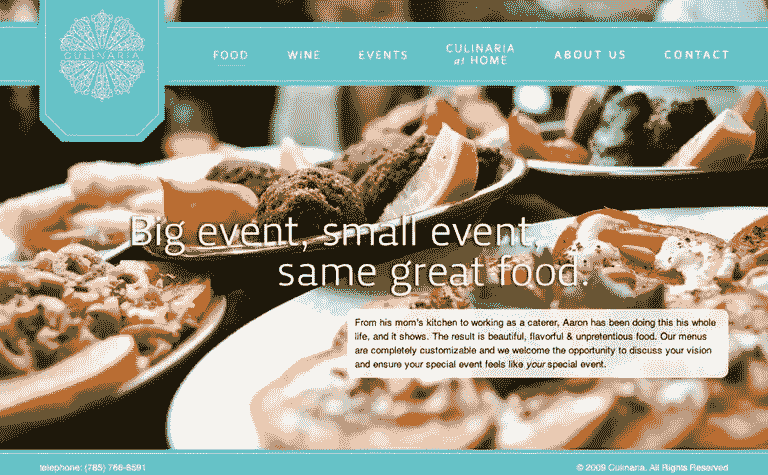 CULINARIA
FOOD
WINE
EVENTS
CULINARIA
at HOME
ABOUT US
CONTACT
Big event, small event,
same great food.
From his mom's kitchen to working as a caterer, Aaron has been doing this his whole
life, and it shows. The result is beautiful, flavorful & unpretentious food. Our menus
are completely customizable and we welcome the opportunity to discuss your vision
and ensure your special event feels like your special event.
telephone: (785) 766-8591
© 2009 Culinaria, All Rights Reserved